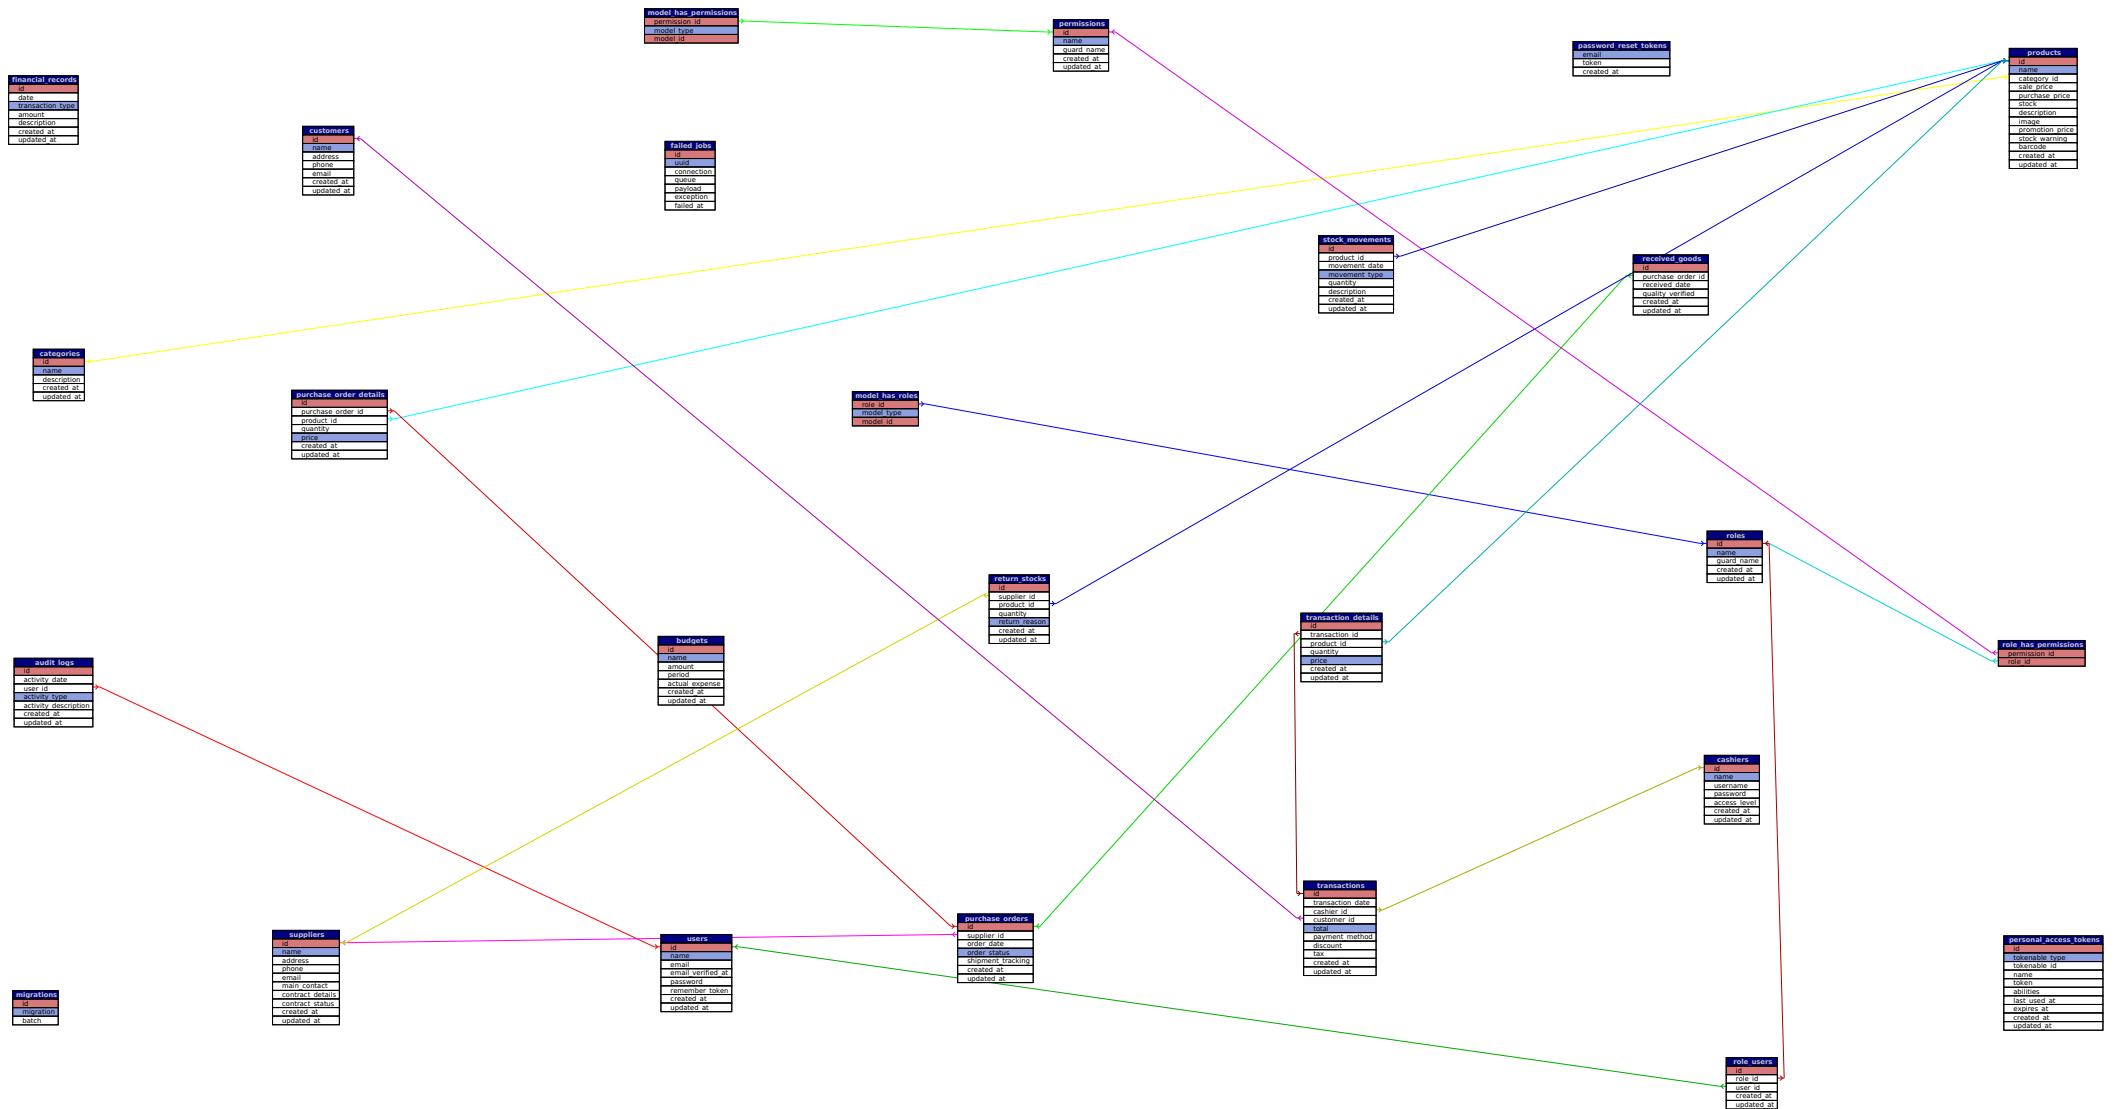 model_has_permissions
permission_id
model_type
model_id
permissions
id
name
guard_name
created_at
updated_at
password_reset_tokens
email
token
created_at
products
id
name
category_id
sale_price
purchase_price
stock
description
image
promotion_price
stock_warning
barcode
created_at
updated_at
financial_records
id
date
transaction_type
amount
description
created_at
updated_at
customers
id
name
address
phone
email
created_at
updated_at
failed_jobs
id
uuid
connection
queue
payload
exception
failed_at
stock_movements
id
product_id
movement_date
movement_type
quantity
description
created_at
updated_at
received_goods
id
purchase_order_id
received_date
quality_verified
created_at
updated_at
categories
id
name
description
created_at
updated_at
purchase_order_details
id
purchase_order_id
product_id
quantity
price
created_at
updated_at
model_has_roles
role_id
model_type
model_id
roles
id
name
guard_name
created_at
updated_at
return_stocks
id
supplier_id
product_id
quantity
return_reason
created_at
updated_at
transaction_details
id
transaction_id
product_id
quantity
price
created_at
updated_at
role_has_permissions
permission_id
role_id
budgets
id
name
amount
period
actual_expense
created_at
updated_at
audit_logs
id
activity_date
user_id
activity_type
activity_description
created_at
updated_at
cashiers
id
name
username
password
access_level
created_at
updated_at
transactions
id
transaction_date
cashier_id
customer_id
total
payment_method
discount
tax
created_at
updated_at
purchase_orders
id
supplier_id
order_date
order_status
shipment_tracking
created_at
updated_at
suppliers
id
name
address
phone
email
main_contact
contract_details
contract_status
created_at
updated_at
users
id
name
email
email_verified_at
password
remember_token
created_at
updated_at
personal_access_tokens
id
tokenable_type
tokenable_id
name
token
abilities
last_used_at
expires_at
created_at
updated_at
migrations
id
migration
batch
role_users
id
role_id
user_id
created_at
updated_at